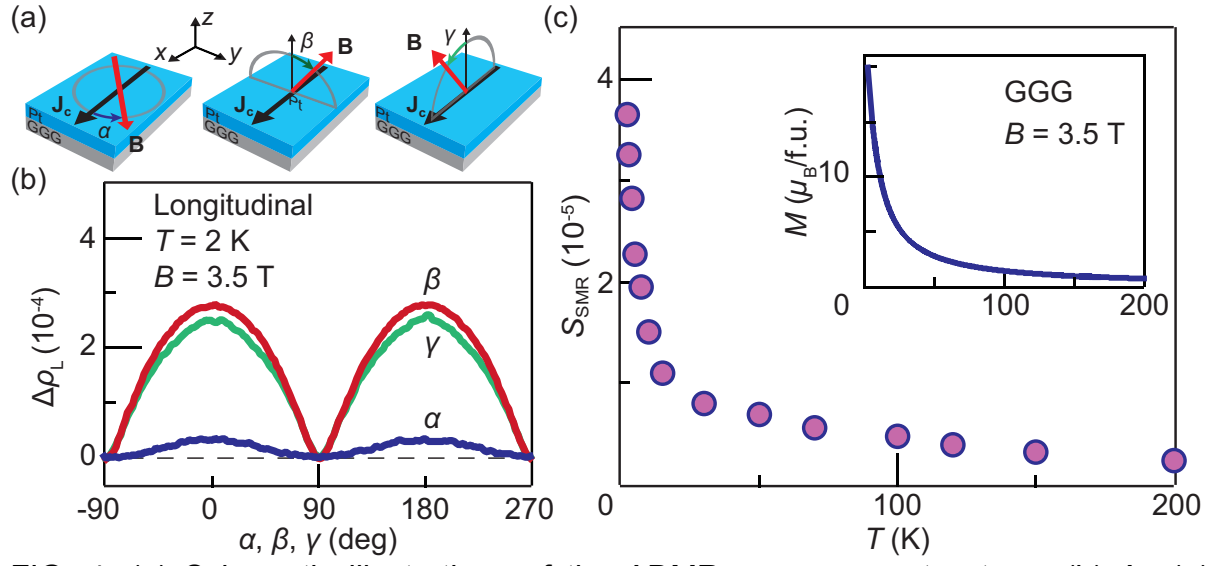 (a)
z
x
y
J_c
Pt
GGG
α
B
β
B
J_c
Pt
Pt
GGG
γ
B
J_c
Pt
GGG
(b)
Longitudinal
T = 2 K
B = 3.5 T
β
γ
α
Δρ_L (10^-4)
4
2
0
-90
0
90
180
270
α, β, γ (deg)
(c)
S_SMR (10^-5)
4
2
0
0
100
200
T (K)
GGG
B = 3.5 T
M (μ_B/f.u.)
10
0
100
200